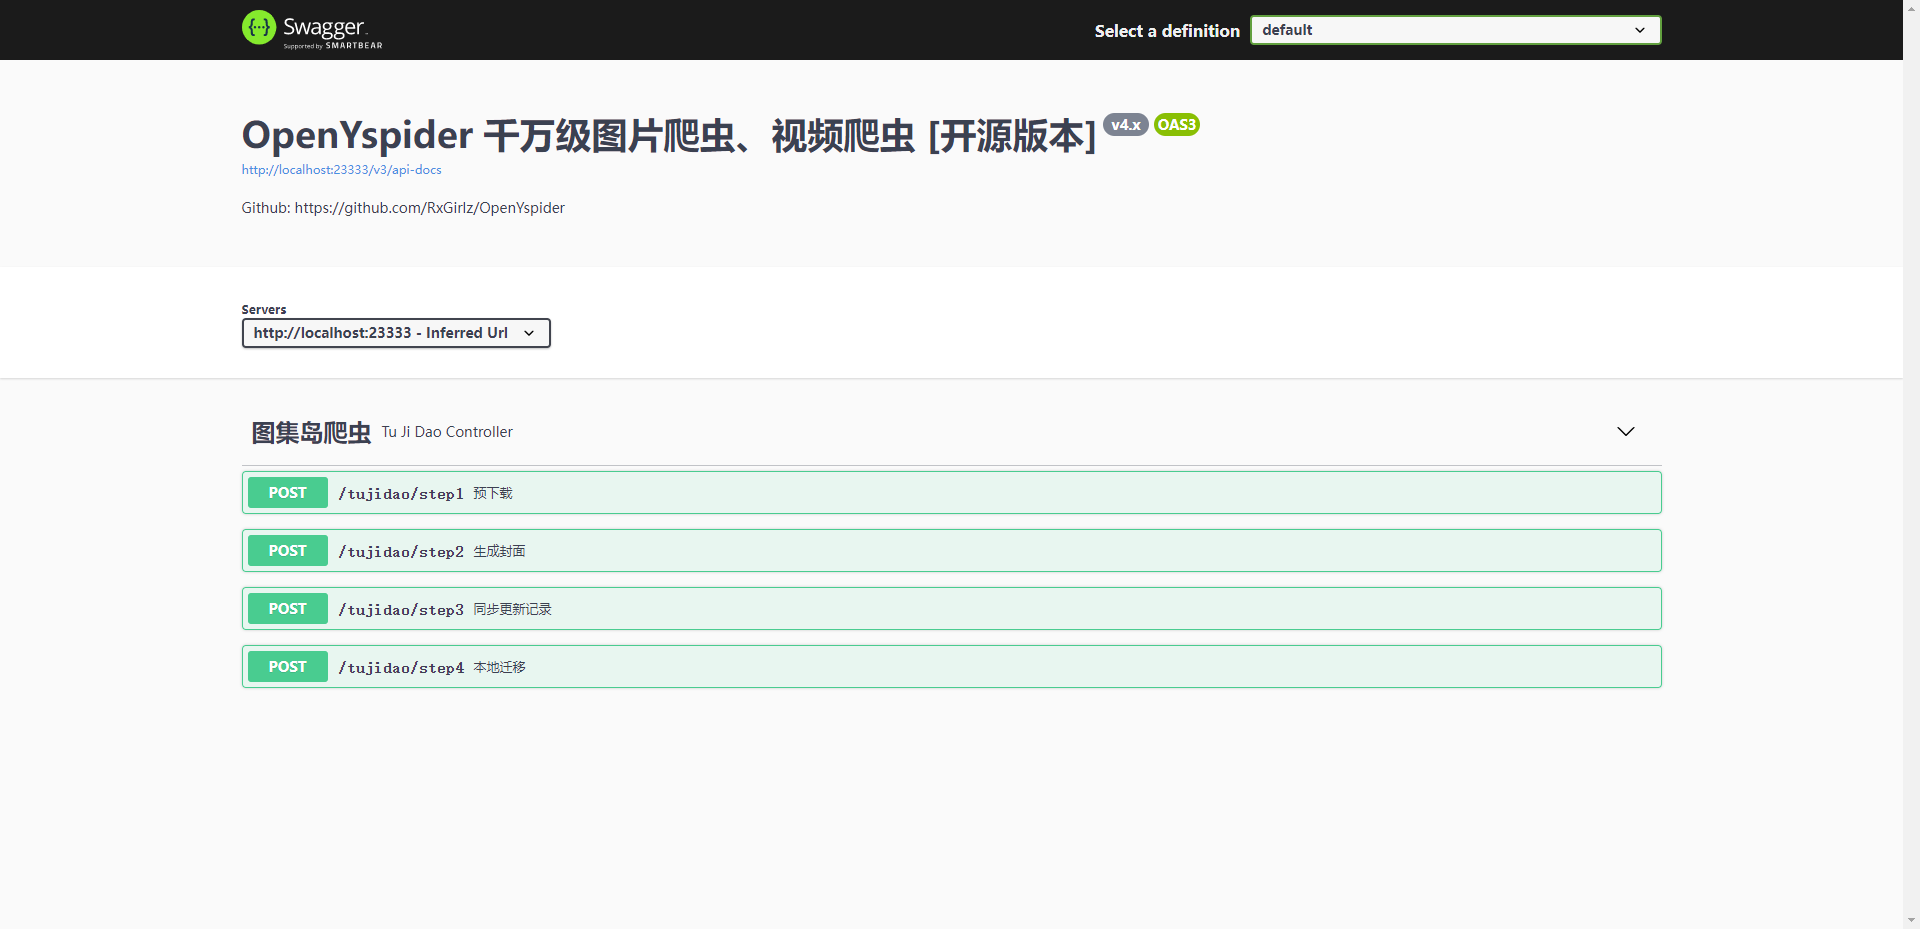 Swagger
Supported by SMARTBEAR
Select a definition
default
OpenYspider 千万级图片爬虫、视频爬虫 [开源版本] v4.x OAS3
http://localhost:23333/v3/api-docs
Github: https://github.com/RxGirlz/OpenYspider
Servers
http://localhost:23333 - Inferred Url
图集岛爬虫 Tu Ji Dao Controller
POST /tujidao/step1 预下载
POST /tujidao/step2 生成封面
POST /tujidao/step3 同步更新记录
POST /tujidao/step4 本地迁移